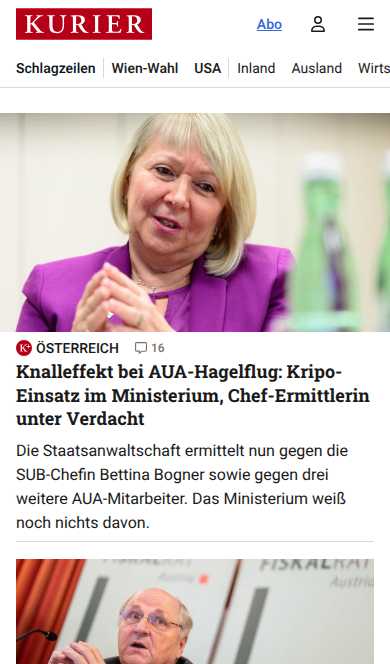 KURIER
Abo
Schlagzeilen Wien-Wahl USA Inland Ausland Wirts
K+ ÖSTERREICH 16
Knalleffekt bei AUA-Hagelflug: Kripo-
Einsatz im Ministerium, Chef-Ermittlerin
unter Verdacht
Die Staatsanwaltschaft ermittelt nun gegen die
SUB-Chefin Bettina Bogner sowie gegen drei
weitere AUA-Mitarbeiter. Das Ministerium weiß
noch nichts davon.
FISKALRAT FISKALRAT
Austria Austria